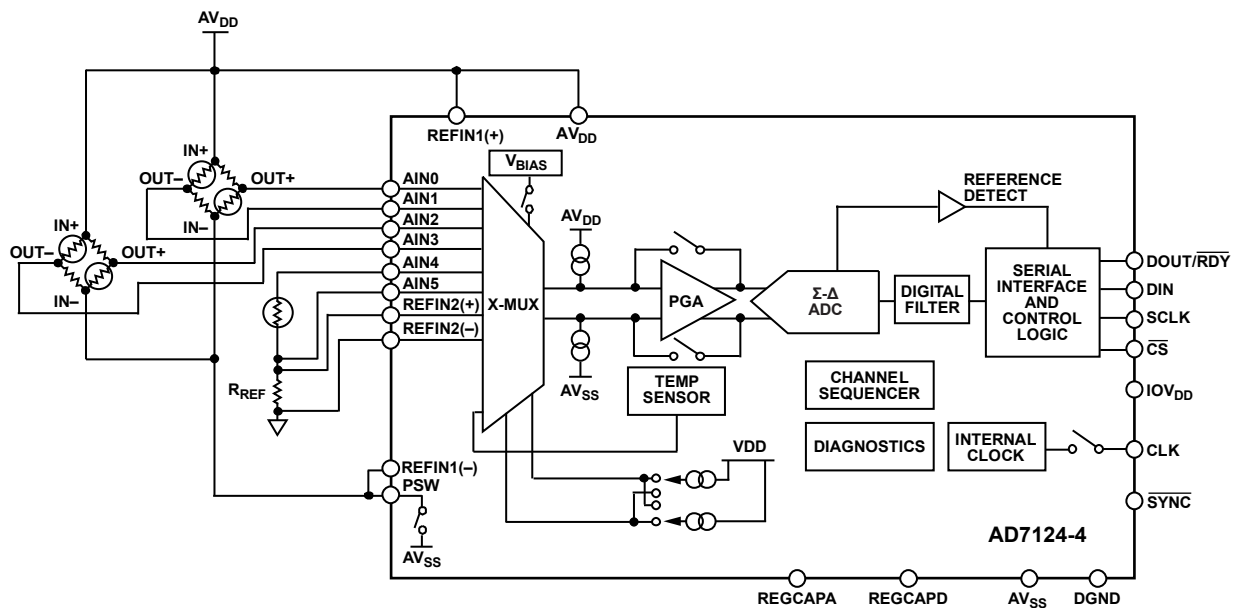 AVDD
REFIN1(+)
AVDD
IN+
OUT–
OUT+
IN–
IN+
OUT–
OUT+
IN–
RREF
AIN0
AIN1
AIN2
AIN3
AIN4
AIN5
REFIN2(+)
REFIN2(–)
REFIN1(–)
PSW
AVSS
VBIAS
X-MUX
AVDD
AVSS
PGA
TEMP
SENSOR
VDD
Σ-Δ
ADC
REFERENCE
DETECT
DIGITAL
FILTER
SERIAL
INTERFACE
AND
CONTROL
LOGIC
CHANNEL
SEQUENCER
DIAGNOSTICS
INTERNAL
CLOCK
DOUT/RDY
DIN
SCLK
CS
IOVDD
CLK
SYNC
AD7124-4
REGCAPA
REGCAPD
AVSS
DGND